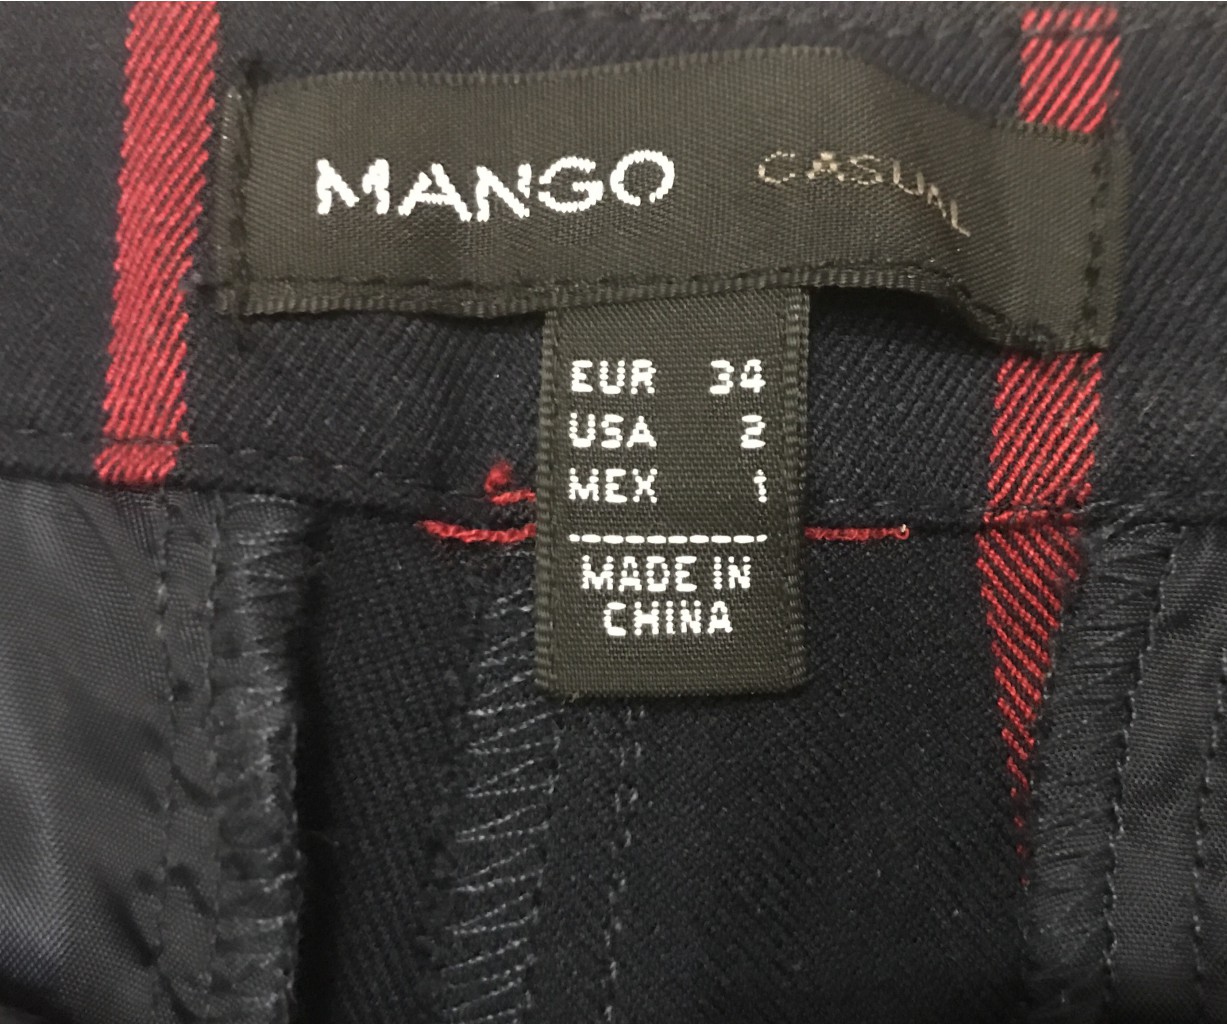 MANGO CASUAL
EUR 34
USA 2
MEX 1
MADE IN
CHINA